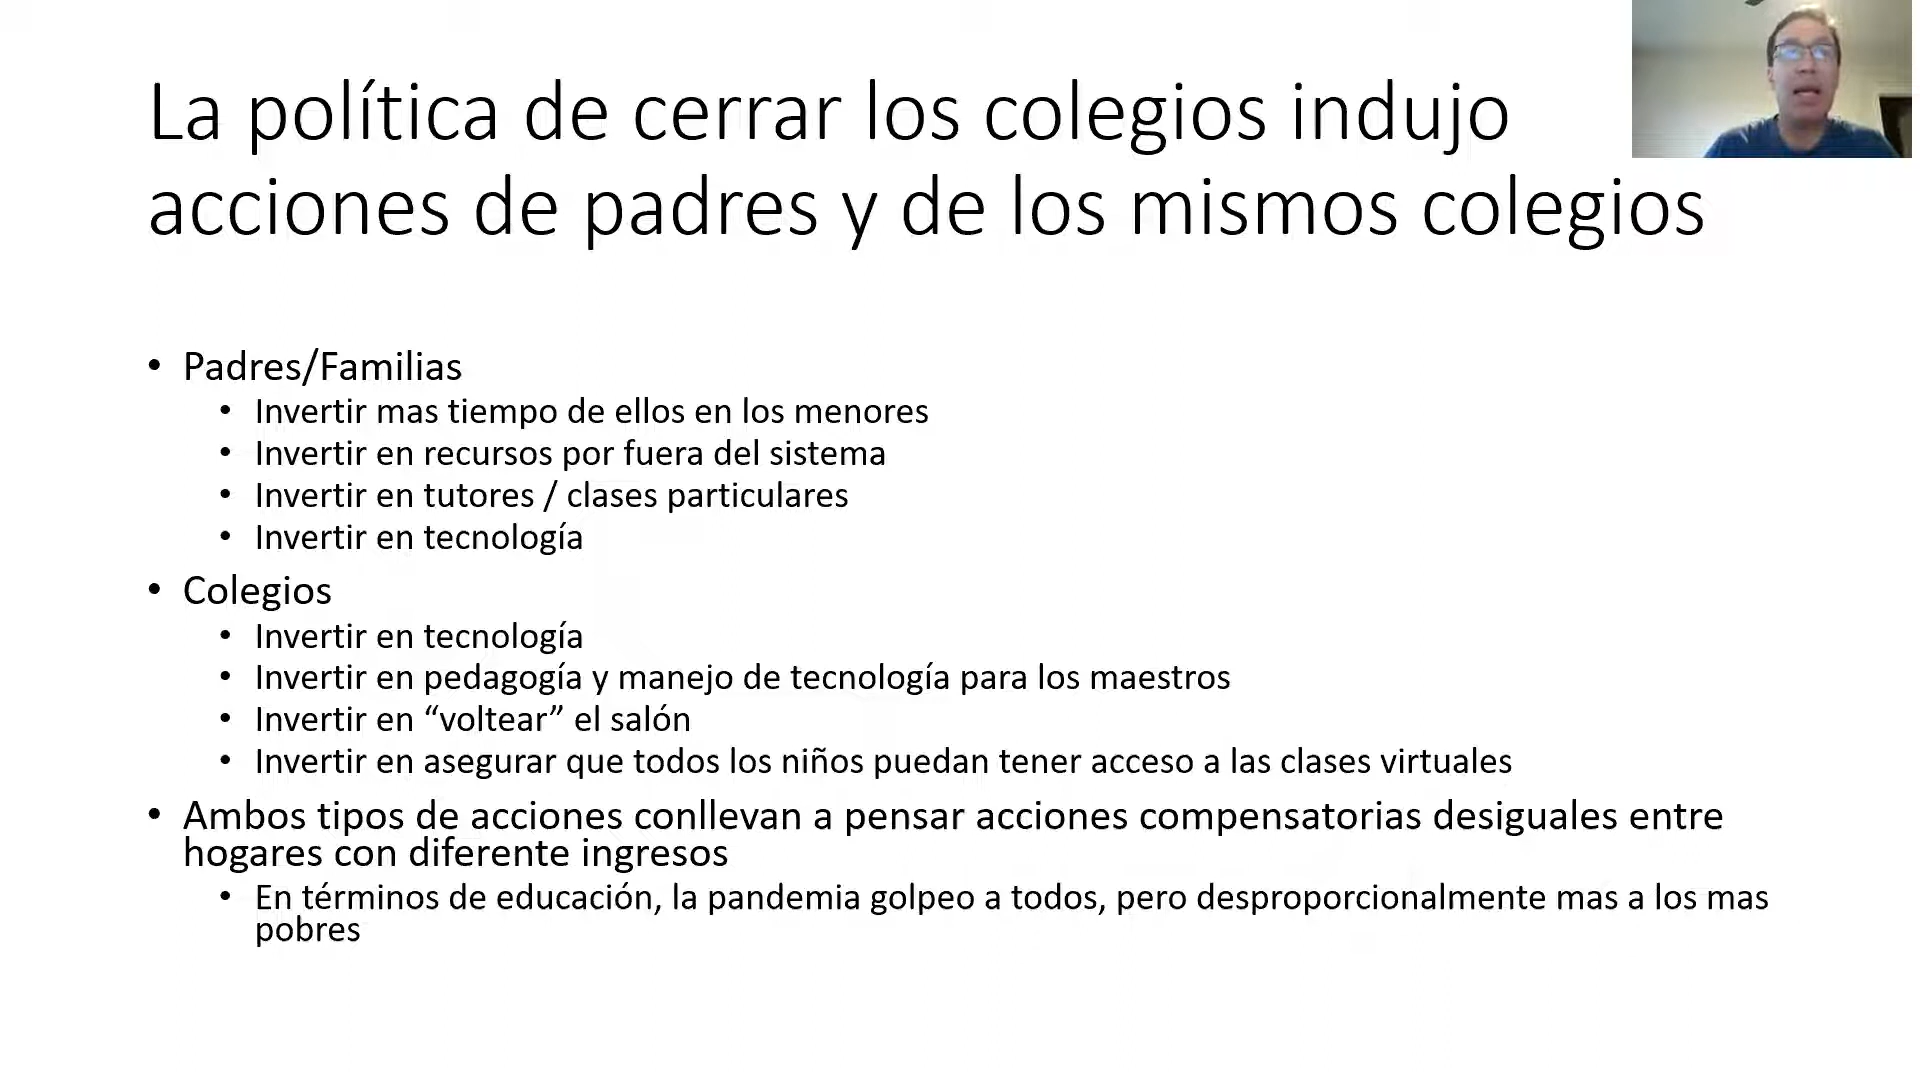 La política de cerrar los colegios indujo
acciones de padres y de los mismos colegios
• Padres/Familias
• Invertir mas tiempo de ellos en los menores
• Invertir en recursos por fuera del sistema
• Invertir en tutores / clases particulares
• Invertir en tecnología
• Colegios
• Invertir en tecnología
• Invertir en pedagogía y manejo de tecnología para los maestros
• Invertir en “voltear” el salón
• Invertir en asegurar que todos los niños puedan tener acceso a las clases virtuales
• Ambos tipos de acciones conllevan a pensar acciones compensatorias desiguales entre
hogares con diferente ingresos
• En términos de educación, la pandemia golpeo a todos, pero desproporcionalmente mas a los mas
pobres